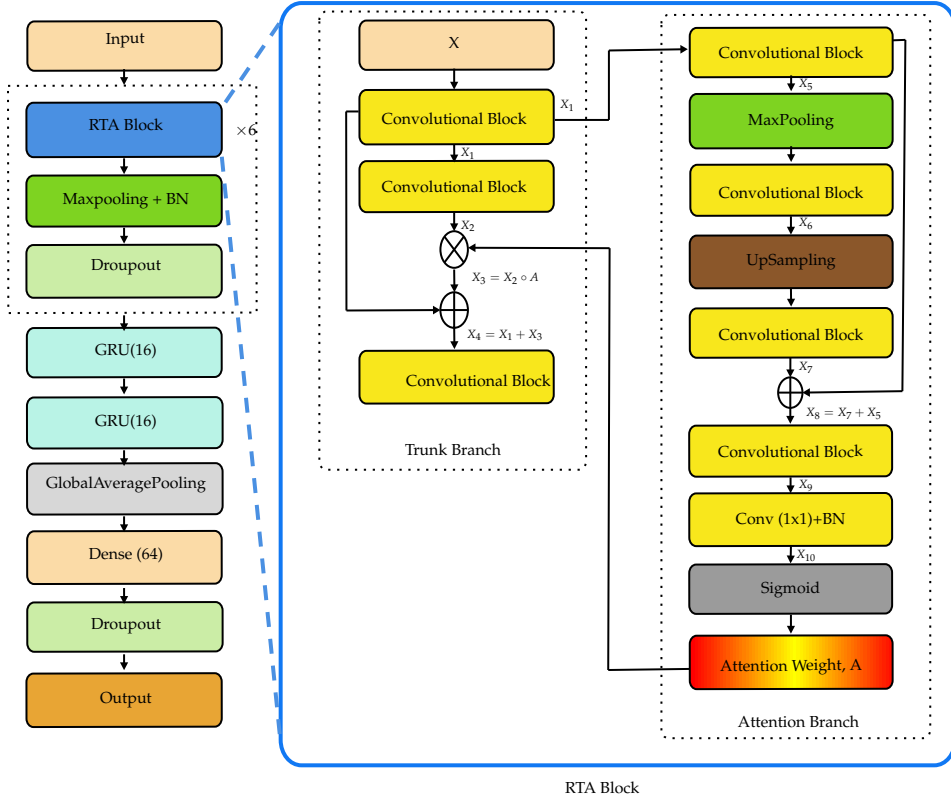 Input
RTA Block
×6
Maxpooling + BN
Droupout
GRU(16)
GRU(16)
GlobalAveragePooling
Dense (64)
Droupout
Output
X
Convolutional Block
X₁
X₁
Convolutional Block
X₂
X₃ = X₂ ∘ A
X₄ = X₁ + X₃
Convolutional Block
Trunk Branch
Convolutional Block
X₅
MaxPooling
Convolutional Block
X₆
UpSampling
Convolutional Block
X₇
X₈ = X₇ + X₅
Convolutional Block
X₉
Conv (1x1)+BN
X₁₀
Sigmoid
Attention Weight, A
Attention Branch
RTA Block